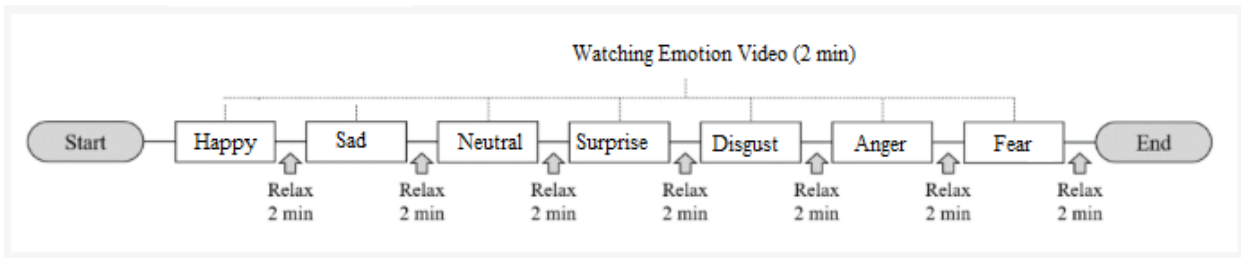 Watching Emotion Video (2 min)
Start
Happy
Sad
Neutral
Surprise
Disgust
Anger
Fear
End
Relax
2 min
Relax
2 min
Relax
2 min
Relax
2 min
Relax
2 min
Relax
2 min
Relax
2 min